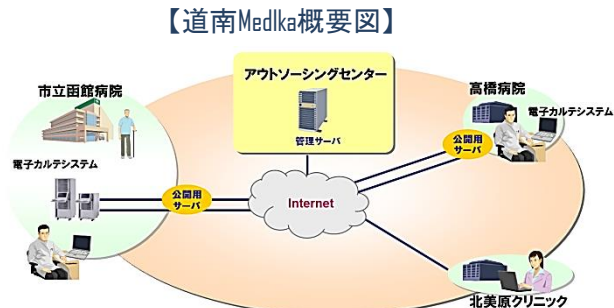 【道南MedIka概要図】
アウトソーシングセンター
管理サーバ
市立函館病院
電子カルテシステム
公開用
サーバ
Internet
高橋病院
電子カルテシステム
公開用
サーバ
北美原クリニック